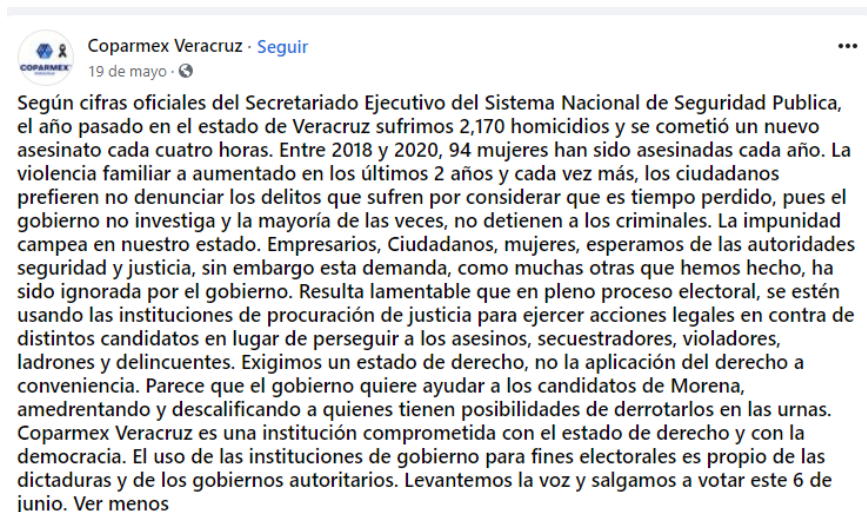 Coparmex Veracruz · Seguir
COPARMEX
19 de mayo ·
Según cifras oficiales del Secretariado Ejecutivo del Sistema Nacional de Seguridad Publica,
el año pasado en el estado de Veracruz sufrimos 2,170 homicidios y se cometió un nuevo
asesinato cada cuatro horas. Entre 2018 y 2020, 94 mujeres han sido asesinadas cada año. La
violencia familiar a aumentado en los últimos 2 años y cada vez más, los ciudadanos
prefieren no denunciar los delitos que sufren por considerar que es tiempo perdido, pues el
gobierno no investiga y la mayoría de las veces, no detienen a los criminales. La impunidad
campea en nuestro estado. Empresarios, Ciudadanos, mujeres, esperamos de las autoridades
seguridad y justicia, sin embargo esta demanda, como muchas otras que hemos hecho, ha
sido ignorada por el gobierno. Resulta lamentable que en pleno proceso electoral, se estén
usando las instituciones de procuración de justicia para ejercer acciones legales en contra de
distintos candidatos en lugar de perseguir a los asesinos, secuestradores, violadores,
ladrones y delincuentes. Exigimos un estado de derecho, no la aplicación del derecho a
conveniencia. Parece que el gobierno quiere ayudar a los candidatos de Morena,
amedrentando y descalificando a quienes tienen posibilidades de derrotarlos en las urnas.
Coparmex Veracruz es una institución comprometida con el estado de derecho y con la
democracia. El uso de las instituciones de gobierno para fines electorales es propio de las
dictaduras y de los gobiernos autoritarios. Levantemos la voz y salgamos a votar este 6 de
junio. Ver menos